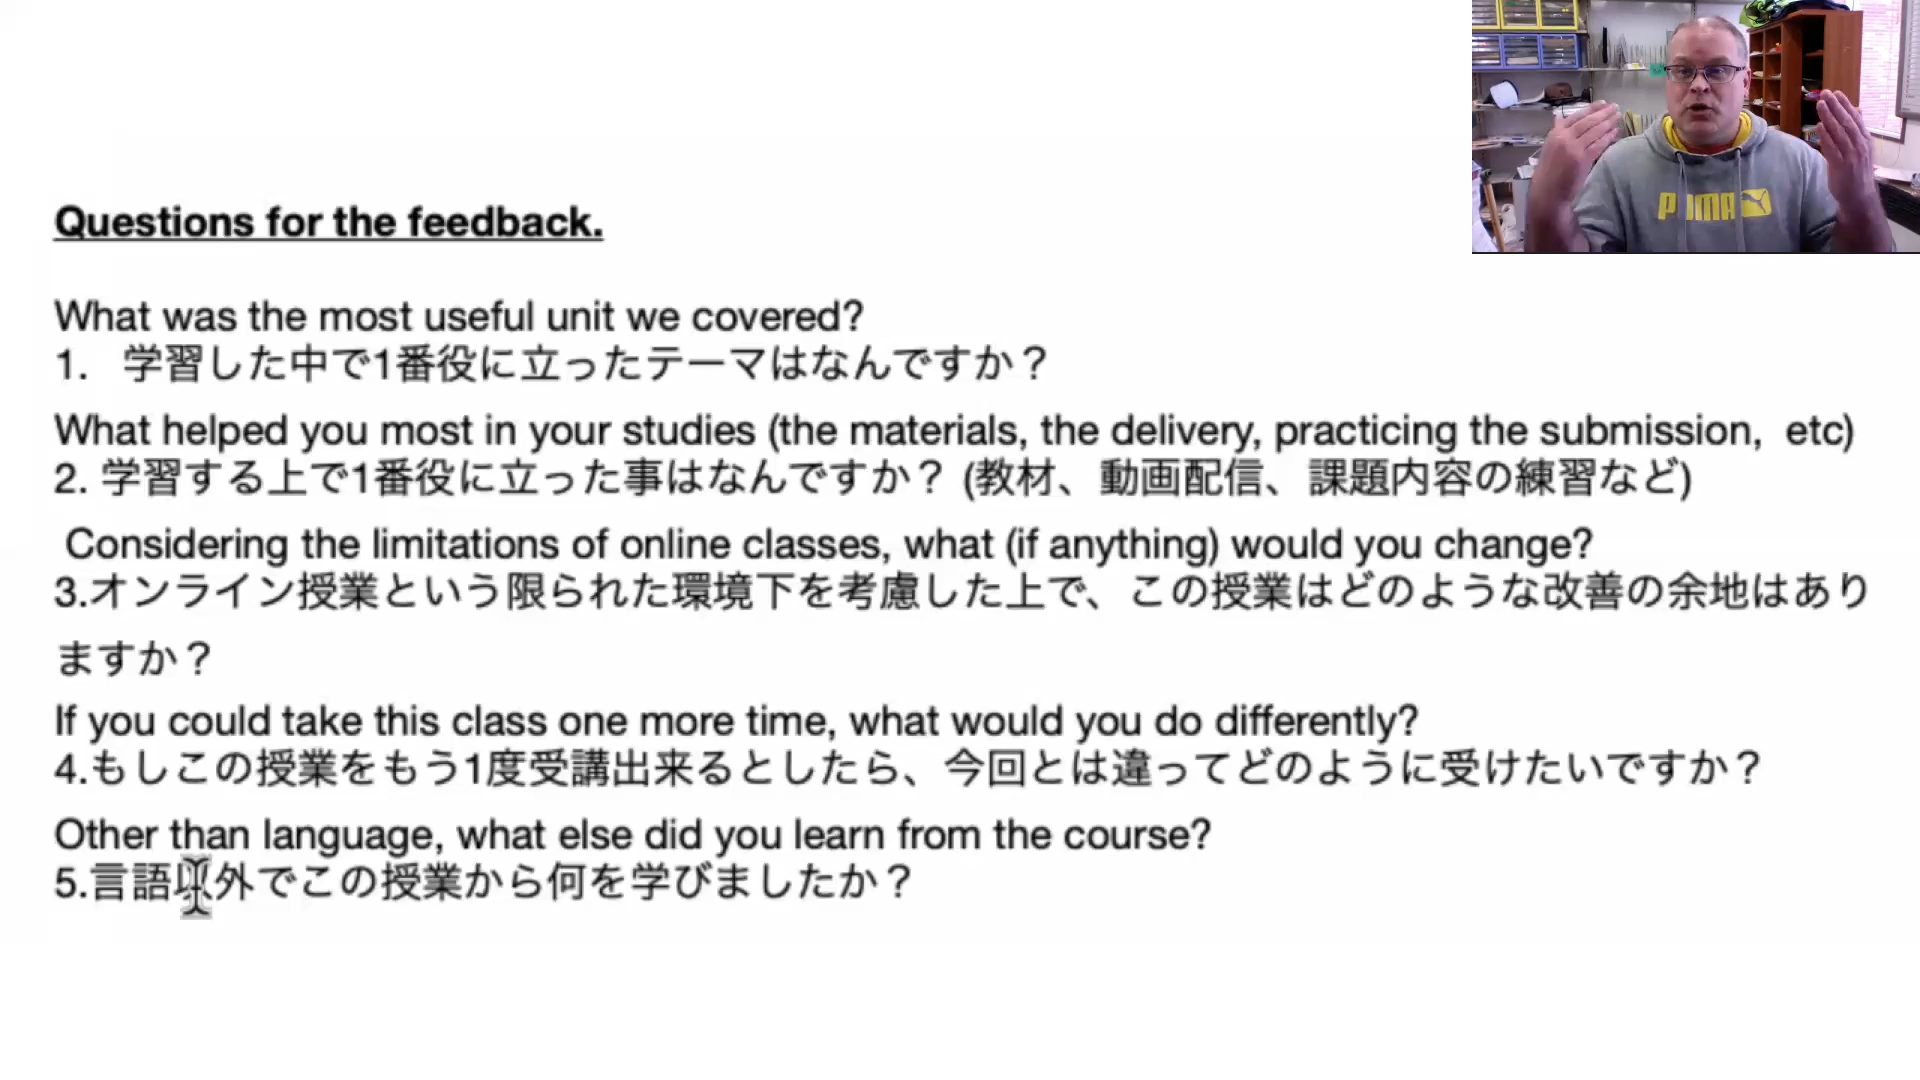 Questions for the feedback.
What was the most useful unit we covered?
1. 学習した中で1番役に立ったテーマはなんですか？
What helped you most in your studies (the materials, the delivery, practicing the submission, etc)
2. 学習する上で1番役に立った事はなんですか？ (教材、動画配信、課題内容の練習など)
Considering the limitations of online classes, what (if anything) would you change?
3.オンライン授業という限られた環境下を考慮した上で、この授業はどのような改善の余地はあり
ますか？
If you could take this class one more time, what would you do differently?
4.もしこの授業をもう1度受講出来るとしたら、今回とは違ってどのように受けたいですか？
Other than language, what else did you learn from the course?
5.言語以外でこの授業から何を学びましたか？
PUMA